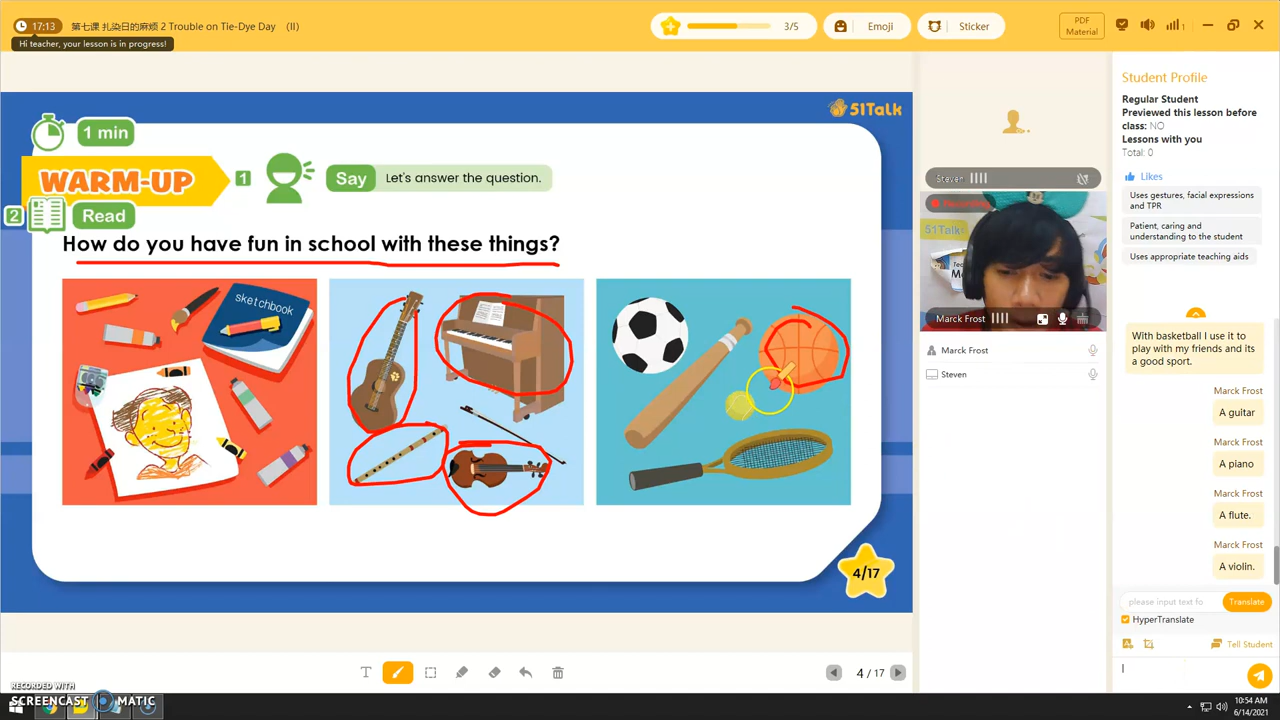 17:13
第七课 扎染日的麻烦 2 Trouble on Tie-Dye Day (II)
3/5
Emoji
Sticker
PDF
Material
1
Hi teacher, your lesson is in progress!
51Talk
1 min
WARM-UP
1
Say
Let's answer the question.
2
Read
How do you have fun in school with these things?
sketchbook
4/17
4 / 17
Steven
Recording
51Talk
Marck Frost
Marck Frost
Steven
Student Profile
Regular Student
Previewed this lesson before
class: NO
Lessons with you
Total: 0
Likes
Uses gestures, facial expressions
and TPR
Patient, caring and
understanding to the student
Uses appropriate teaching aids
With basketball I use it to
play with my friends and its
a good sport.
Marck Frost
A guitar
Marck Frost
A piano
Marck Frost
A flute.
Marck Frost
A violin.
please input text fo
Translate
HyperTranslate
Tell Student
T
RECORDED WITH
SCREENCAST MATIC
10:54 AM
6/14/2021